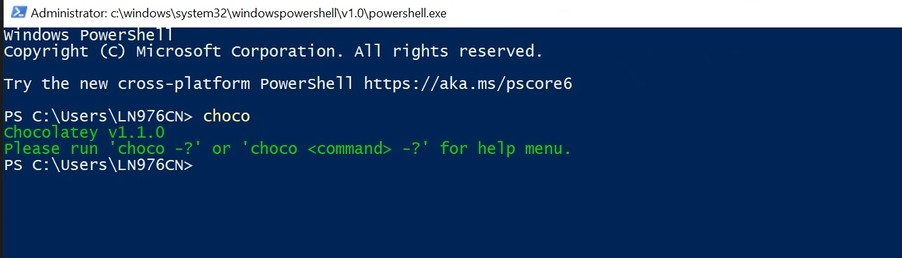 Administrator: c:\windows\system32\windowspowershell\v1.0\powershell.exe
Windows PowerShell
Copyright (C) Microsoft Corporation. All rights reserved.
Try the new cross-platform PowerShell https://aka.ms/pscore6
PS C:\Users\LN976CN> choco
Chocolatey v1.1.0
Please run 'choco -?' or 'choco <command> -?' for help menu.
PS C:\Users\LN976CN>